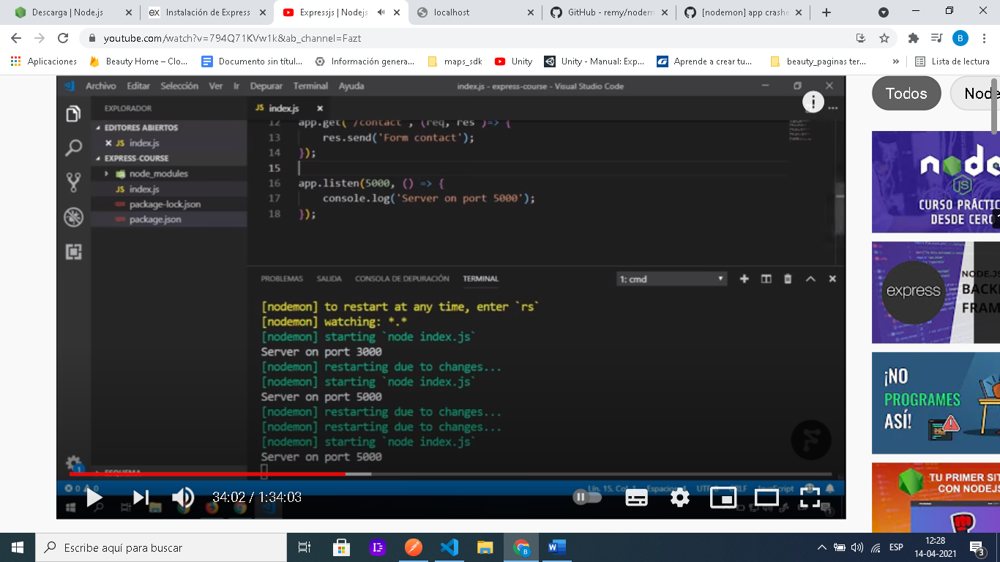 Descarga | Node.js
Instalación de Express
Expressjs | Nodejs
localhost
GitHub - remy/nodem
[nodemon] app crashe
youtube.com/watch?v=794Q71KVw1k&ab_channel=Fazt
B
Aplicaciones
Beauty Home – Clo...
Documento sin títul...
Información genera...
maps_sdk
Unity
Unity - Manual: Exp...
Aprende a crear tu...
beauty_paginas ter...
»
Lista de lectura
Archivo Editar Selección Ver Ir Depurar Terminal Ayuda
index.js - express-course - Visual Studio Code
EXPLORADOR
EDITORES ABIERTOS
JS index.js
EXPRESS-COURSE
node_modules
JS index.js
package-lock.json
package.json
ESQUEMA
JS index.js
12 app.get( /contact , (req, res )=> {
13 res.send('Form contact');
14 });
15
16 app.listen(5000, () => {
17 console.log('Server on port 5000');
18 });
PROBLEMAS SALIDA CONSOLA DE DEPURACIÓN TERMINAL
1: cmd
[nodemon] to restart at any time, enter `rs`
[nodemon] watching: *.*
[nodemon] starting `node index.js`
Server on port 3000
[nodemon] restarting due to changes...
[nodemon] starting `node index.js`
Server on port 5000
[nodemon] restarting due to changes...
[nodemon] restarting due to changes...
[nodemon] starting `node index.js`
Server on port 5000
0 0
Lín. 15, Col. 1 Espacios: 4 JavaScript
34:02 / 1:34:03
Todos
Node
node
JS
CURSO PRÁCTIC
DESDE CERO
express
NODE.JS
BACKE
FRAM
¡NO
PROGRAMES
ASÍ!
TU PRIMER SIT
CON NODEJS
Escribe aquí para buscar
ESP
12:28
14-04-2021
3